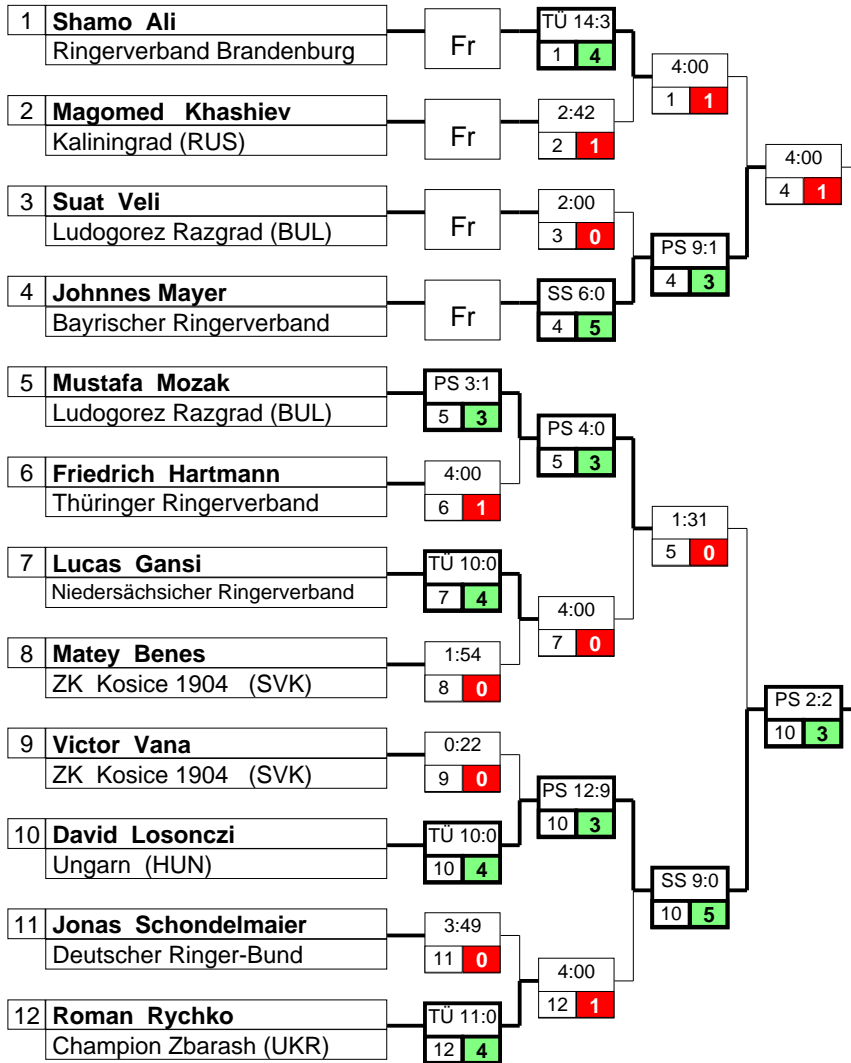 1 Shamo Ali
Ringerverband Brandenburg
Fr
TÜ 14:3
1 4
4:00
1 1
2 Magomed Khashiev
Kaliningrad (RUS)
Fr
2:42
2 1
4:00
4 1
3 Suat Veli
Ludogorez Razgrad (BUL)
Fr
2:00
3 0
PS 9:1
4 3
4 Johnnes Mayer
Bayrischer Ringerverband
Fr
SS 6:0
4 5
5 Mustafa Mozak
Ludogorez Razgrad (BUL)
PS 3:1
5 3
PS 4:0
5 3
6 Friedrich Hartmann
Thüringer Ringerverband
4:00
6 1
1:31
5 0
7 Lucas Gansi
Niedersächsicher Ringerverband
TÜ 10:0
7 4
4:00
7 0
8 Matey Benes
ZK Kosice 1904 (SVK)
1:54
8 0
PS 2:2
10 3
9 Victor Vana
ZK Kosice 1904 (SVK)
0:22
9 0
PS 12:9
10 3
10 David Losonczi
Ungarn (HUN)
TÜ 10:0
10 4
SS 9:0
10 5
11 Jonas Schondelmaier
Deutscher Ringer-Bund
3:49
11 0
4:00
12 1
12 Roman Rychko
Champion Zbarash (UKR)
TÜ 11:0
12 4